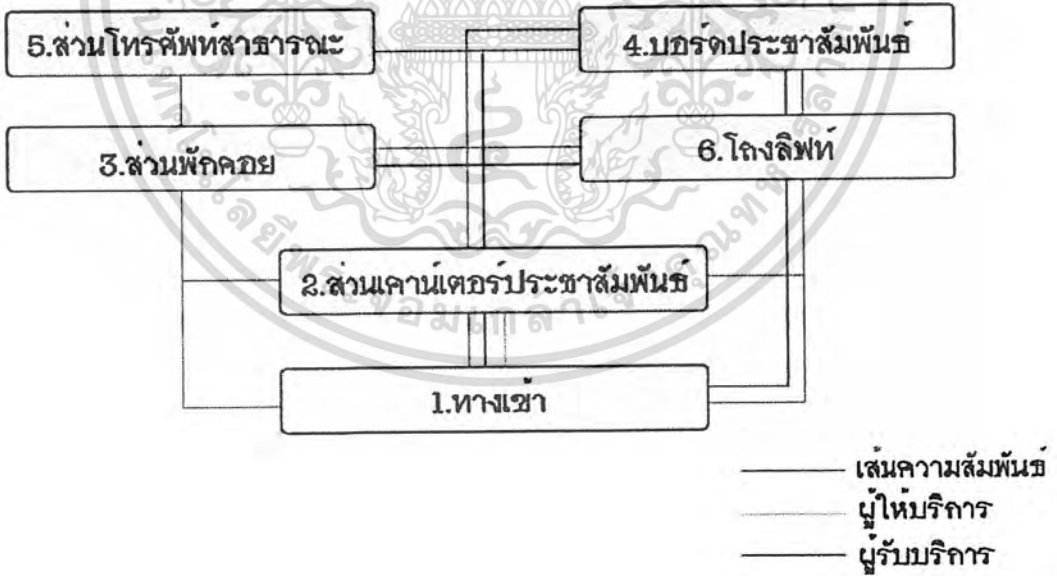 5.ส่วนโทรศัพท์สาธารณะ
4.บอร์ดประชาสัมพันธ์
3.ส่วนพักคอย
6.โถงลิฟท์
2.ส่วนเคาน์เตอร์ประชาสัมพันธ์
1.ทางเข้า
เส้นความสัมพันธ์
ผู้ให้บริการ
ผู้รับบริการ